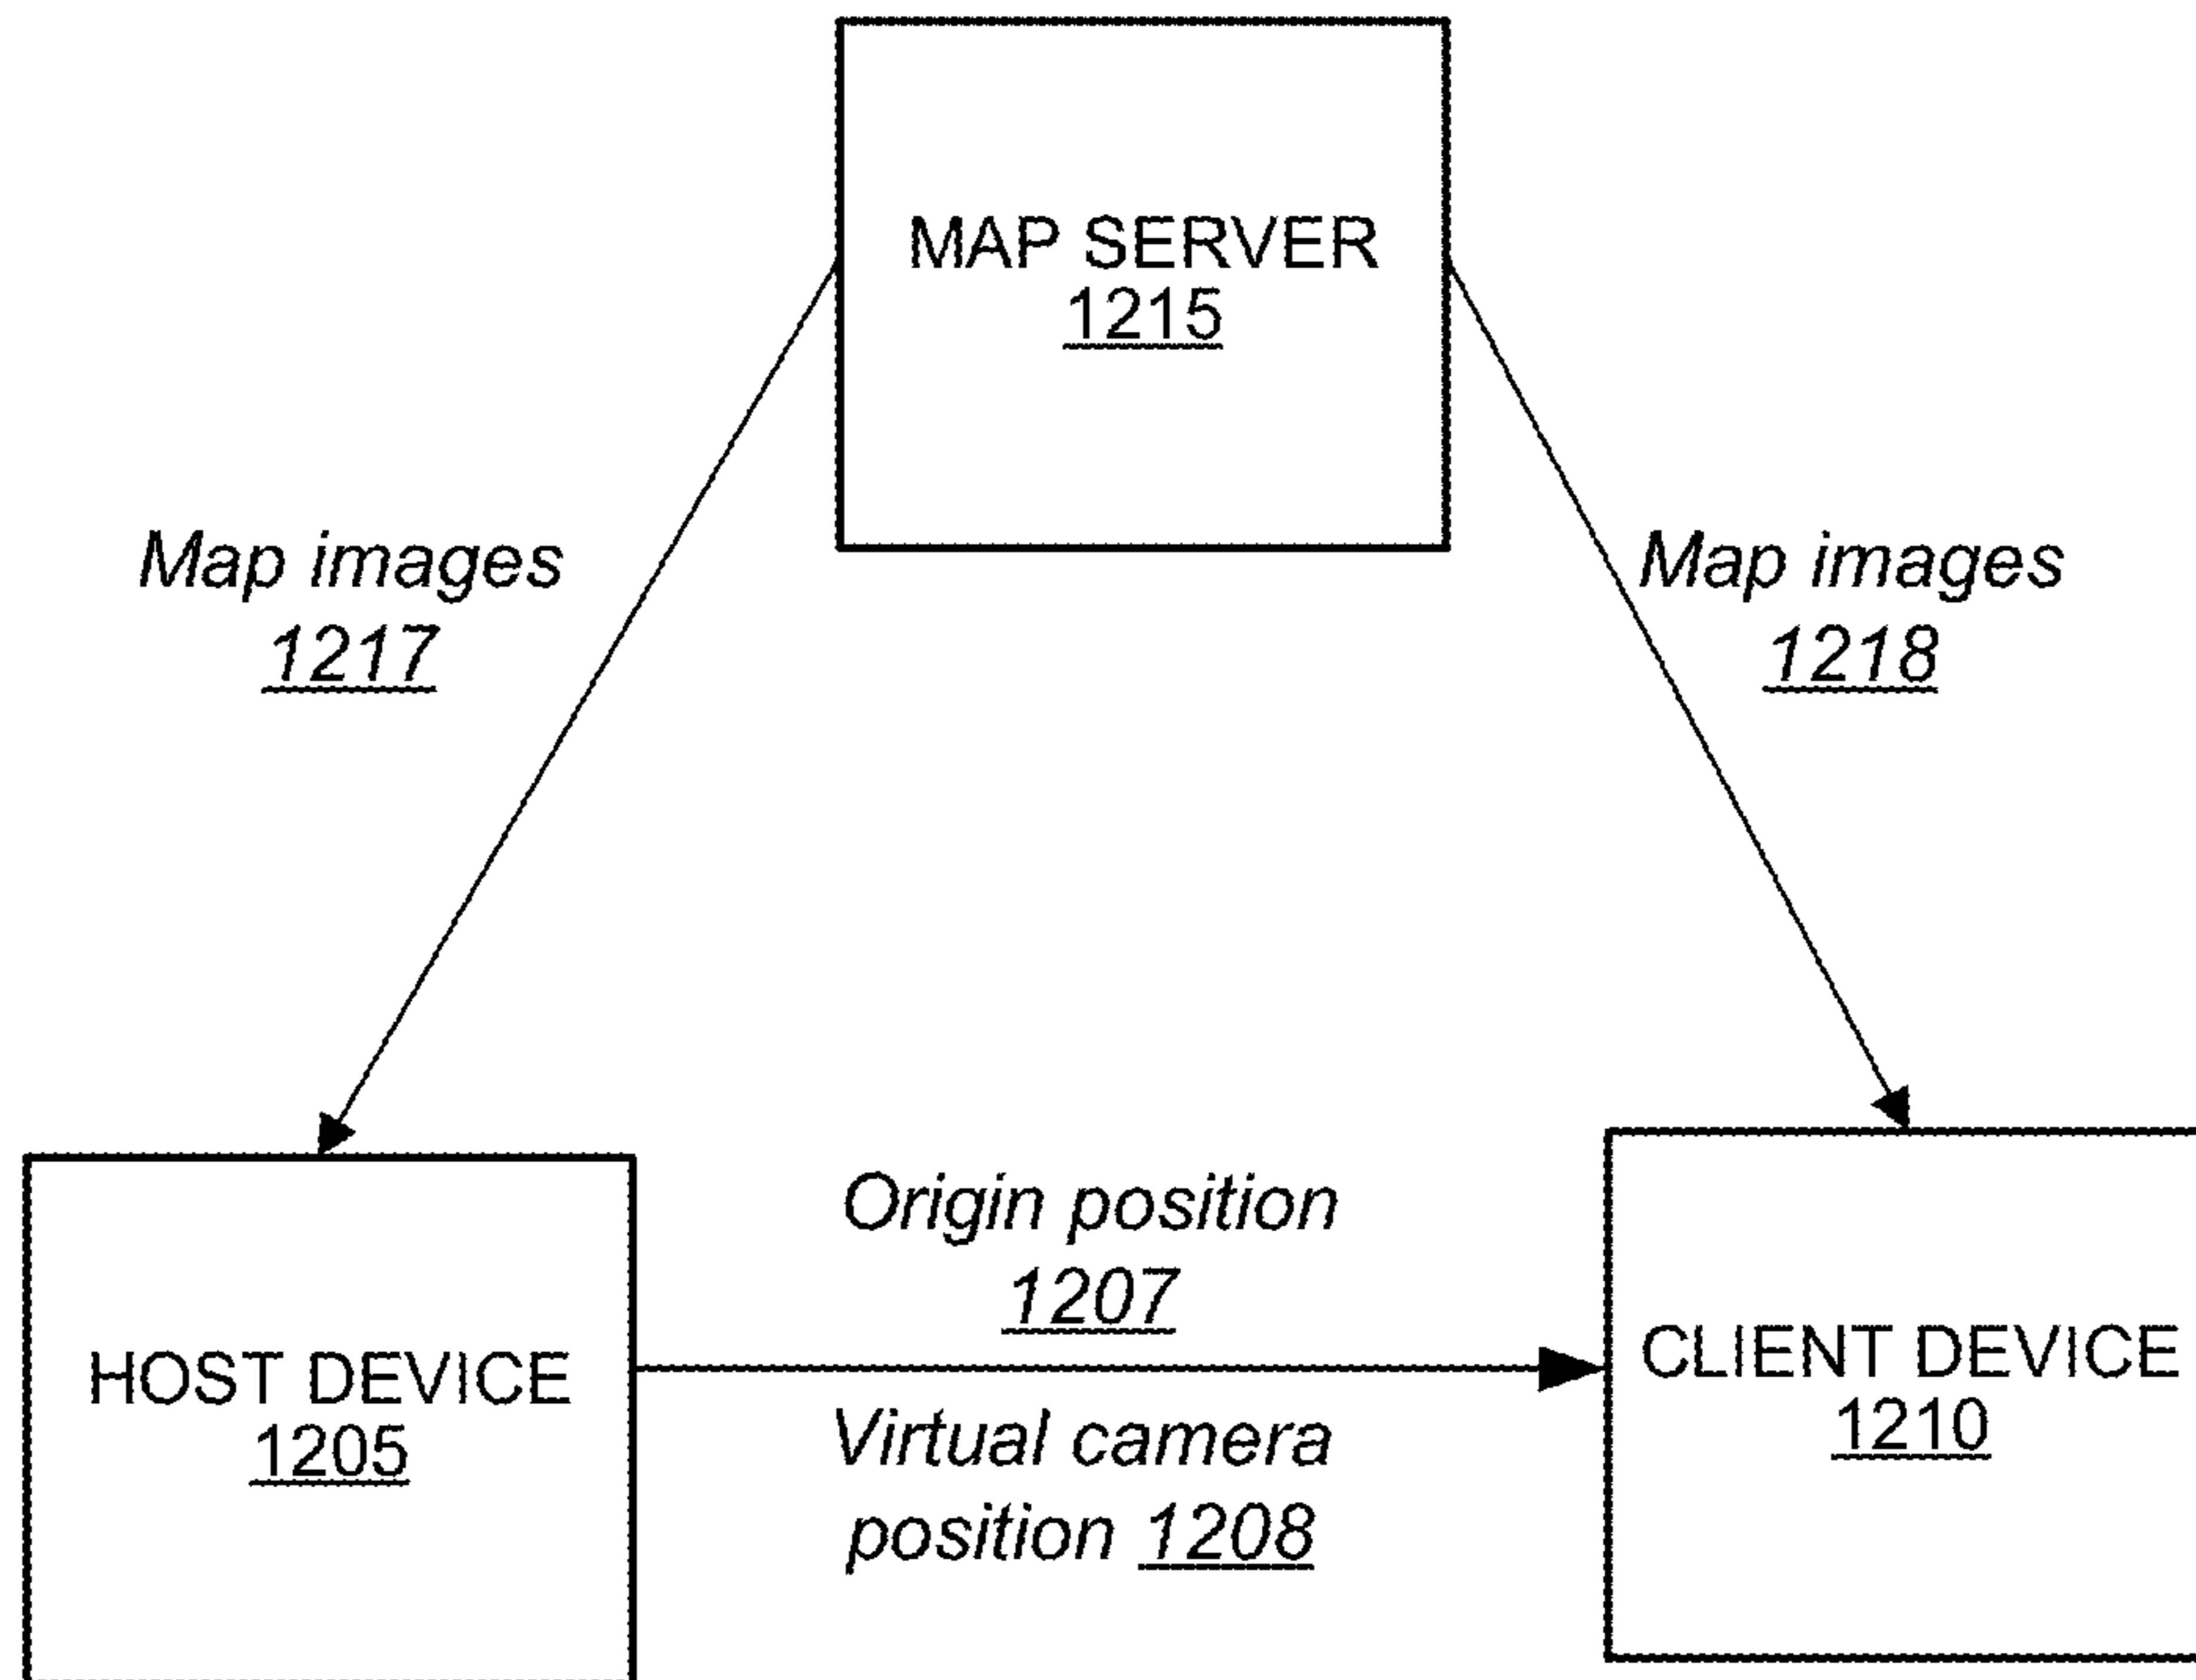 MAP SERVER
1215
Map images
1217
Map images
1218
Origin position
1207
HOST DEVICE
1205
Virtual camera
position 1208
CLIENT DEVICE
1210